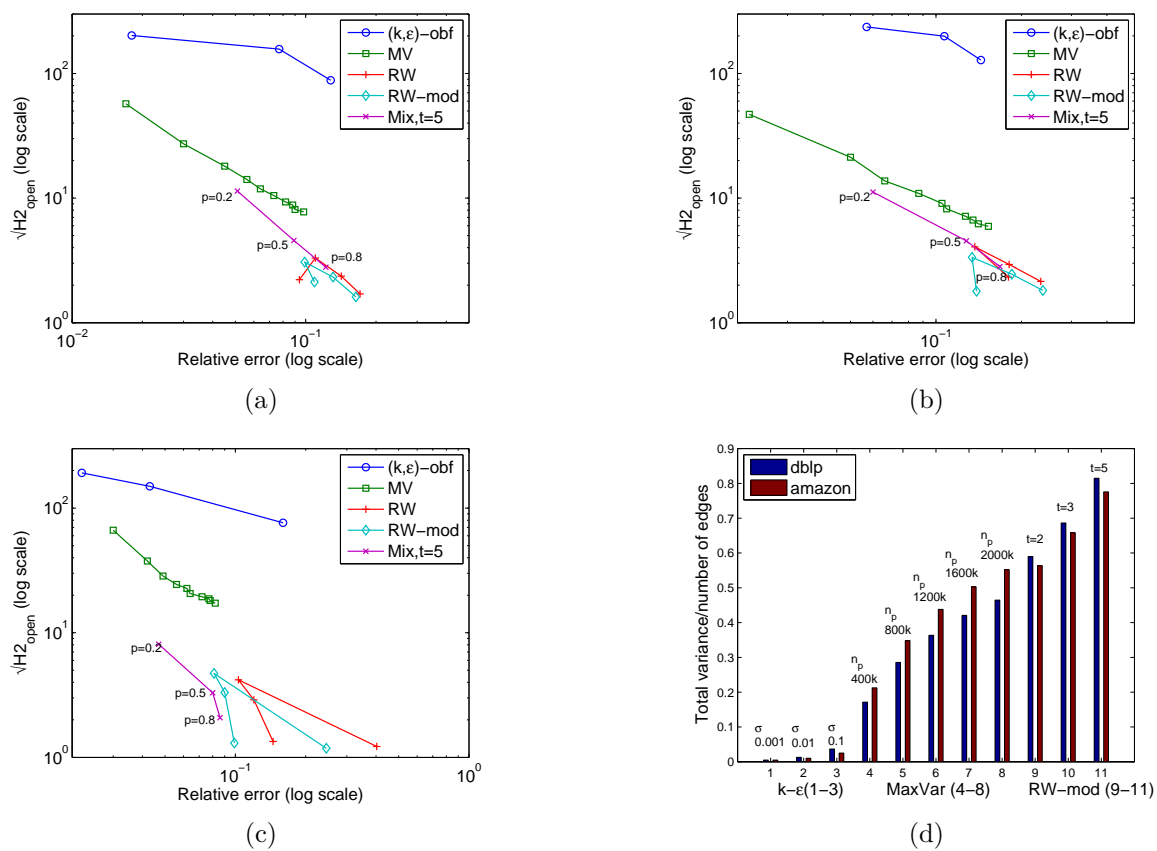 (k,ε)−obf
MV
RW
RW−mod
Mix,t=5
p=0.2
p=0.5
p=0.8
√H2open (log scale)
10^2
10^1
10^0
10^−2
10^−1
Relative error (log scale)
(a)
(k,ε)−obf
MV
RW
RW−mod
Mix,t=5
p=0.2
p=0.5
p=0.8
√H2open (log scale)
10^2
10^1
10^0
10^−1
Relative error (log scale)
(b)
(k,ε)−obf
MV
RW
RW−mod
Mix,t=5
p=0.2
p=0.5
p=0.8
√H2open (log scale)
10^2
10^1
10^0
10^−1
10^0
Relative error (log scale)
(c)
dblp
amazon
Total variance/number of edges
0.9
0.8
0.7
0.6
0.5
0.4
0.3
0.2
0.1
0
σ
0.001
σ
0.01
σ
0.1
n_p
400k
n_p
800k
n_p
1200k
n_p
1600k
n_p
2000k
t=2
t=3
t=5
1 2 3 4 5 6 7 8 9 10 11
k−ε(1−3) MaxVar (4−8) RW−mod (9−11)
(d)